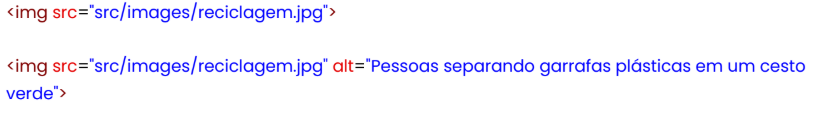 <img src="src/images/reciclagem.jpg">
<img src="src/images/reciclagem.jpg" alt="Pessoas separando garrafas plásticas em um cesto
verde">